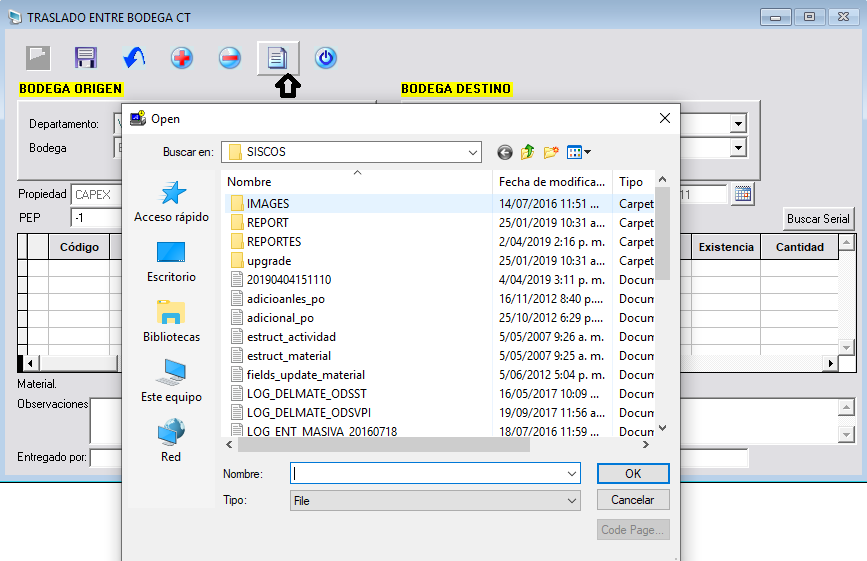 TRASLADO ENTRE BODEGA CT
BODEGA ORIGEN
BODEGA DESTINO
Departamento:
Bodega
Propiedad CAPEX
11
PEP -1
Buscar Serial
Código
Existencia Cantidad
Material.
Observaciones
Entregado por:
Open
Buscar en: SISCOS
Acceso rápido
Escritorio
Bibliotecas
Este equipo
Red
Nombre Fecha de modifica... Tipo
IMAGES 14/07/2016 11:51 ... Carpet
REPORT 25/01/2019 10:31 a... Carpet
REPORTES 2/04/2019 2:16 p. m. Carpet
upgrade 25/01/2019 10:31 a... Carpet
20190404151110 4/04/2019 3:11 p. m. Docum
adicioanles_po 16/11/2012 8:40 p.... Docum
adicional_po 25/10/2012 6:29 p.... Docum
estruct_actividad 5/05/2007 9:26 a. m. Docum
estruct_material 5/05/2007 9:25 a. m. Docum
fields_update_material 5/06/2012 5:04 p. m. Docum
LOG_DELMATE_ODSST 16/05/2017 10:09 ... Docum
LOG_DELMATE_ODSVPI 19/09/2017 11:56 a... Docum
LOG_ENT_MASIVA_20160718 18/07/2016 11:59 ... Docum
Nombre:
OK
Tipo: File
Cancelar
Code Page...